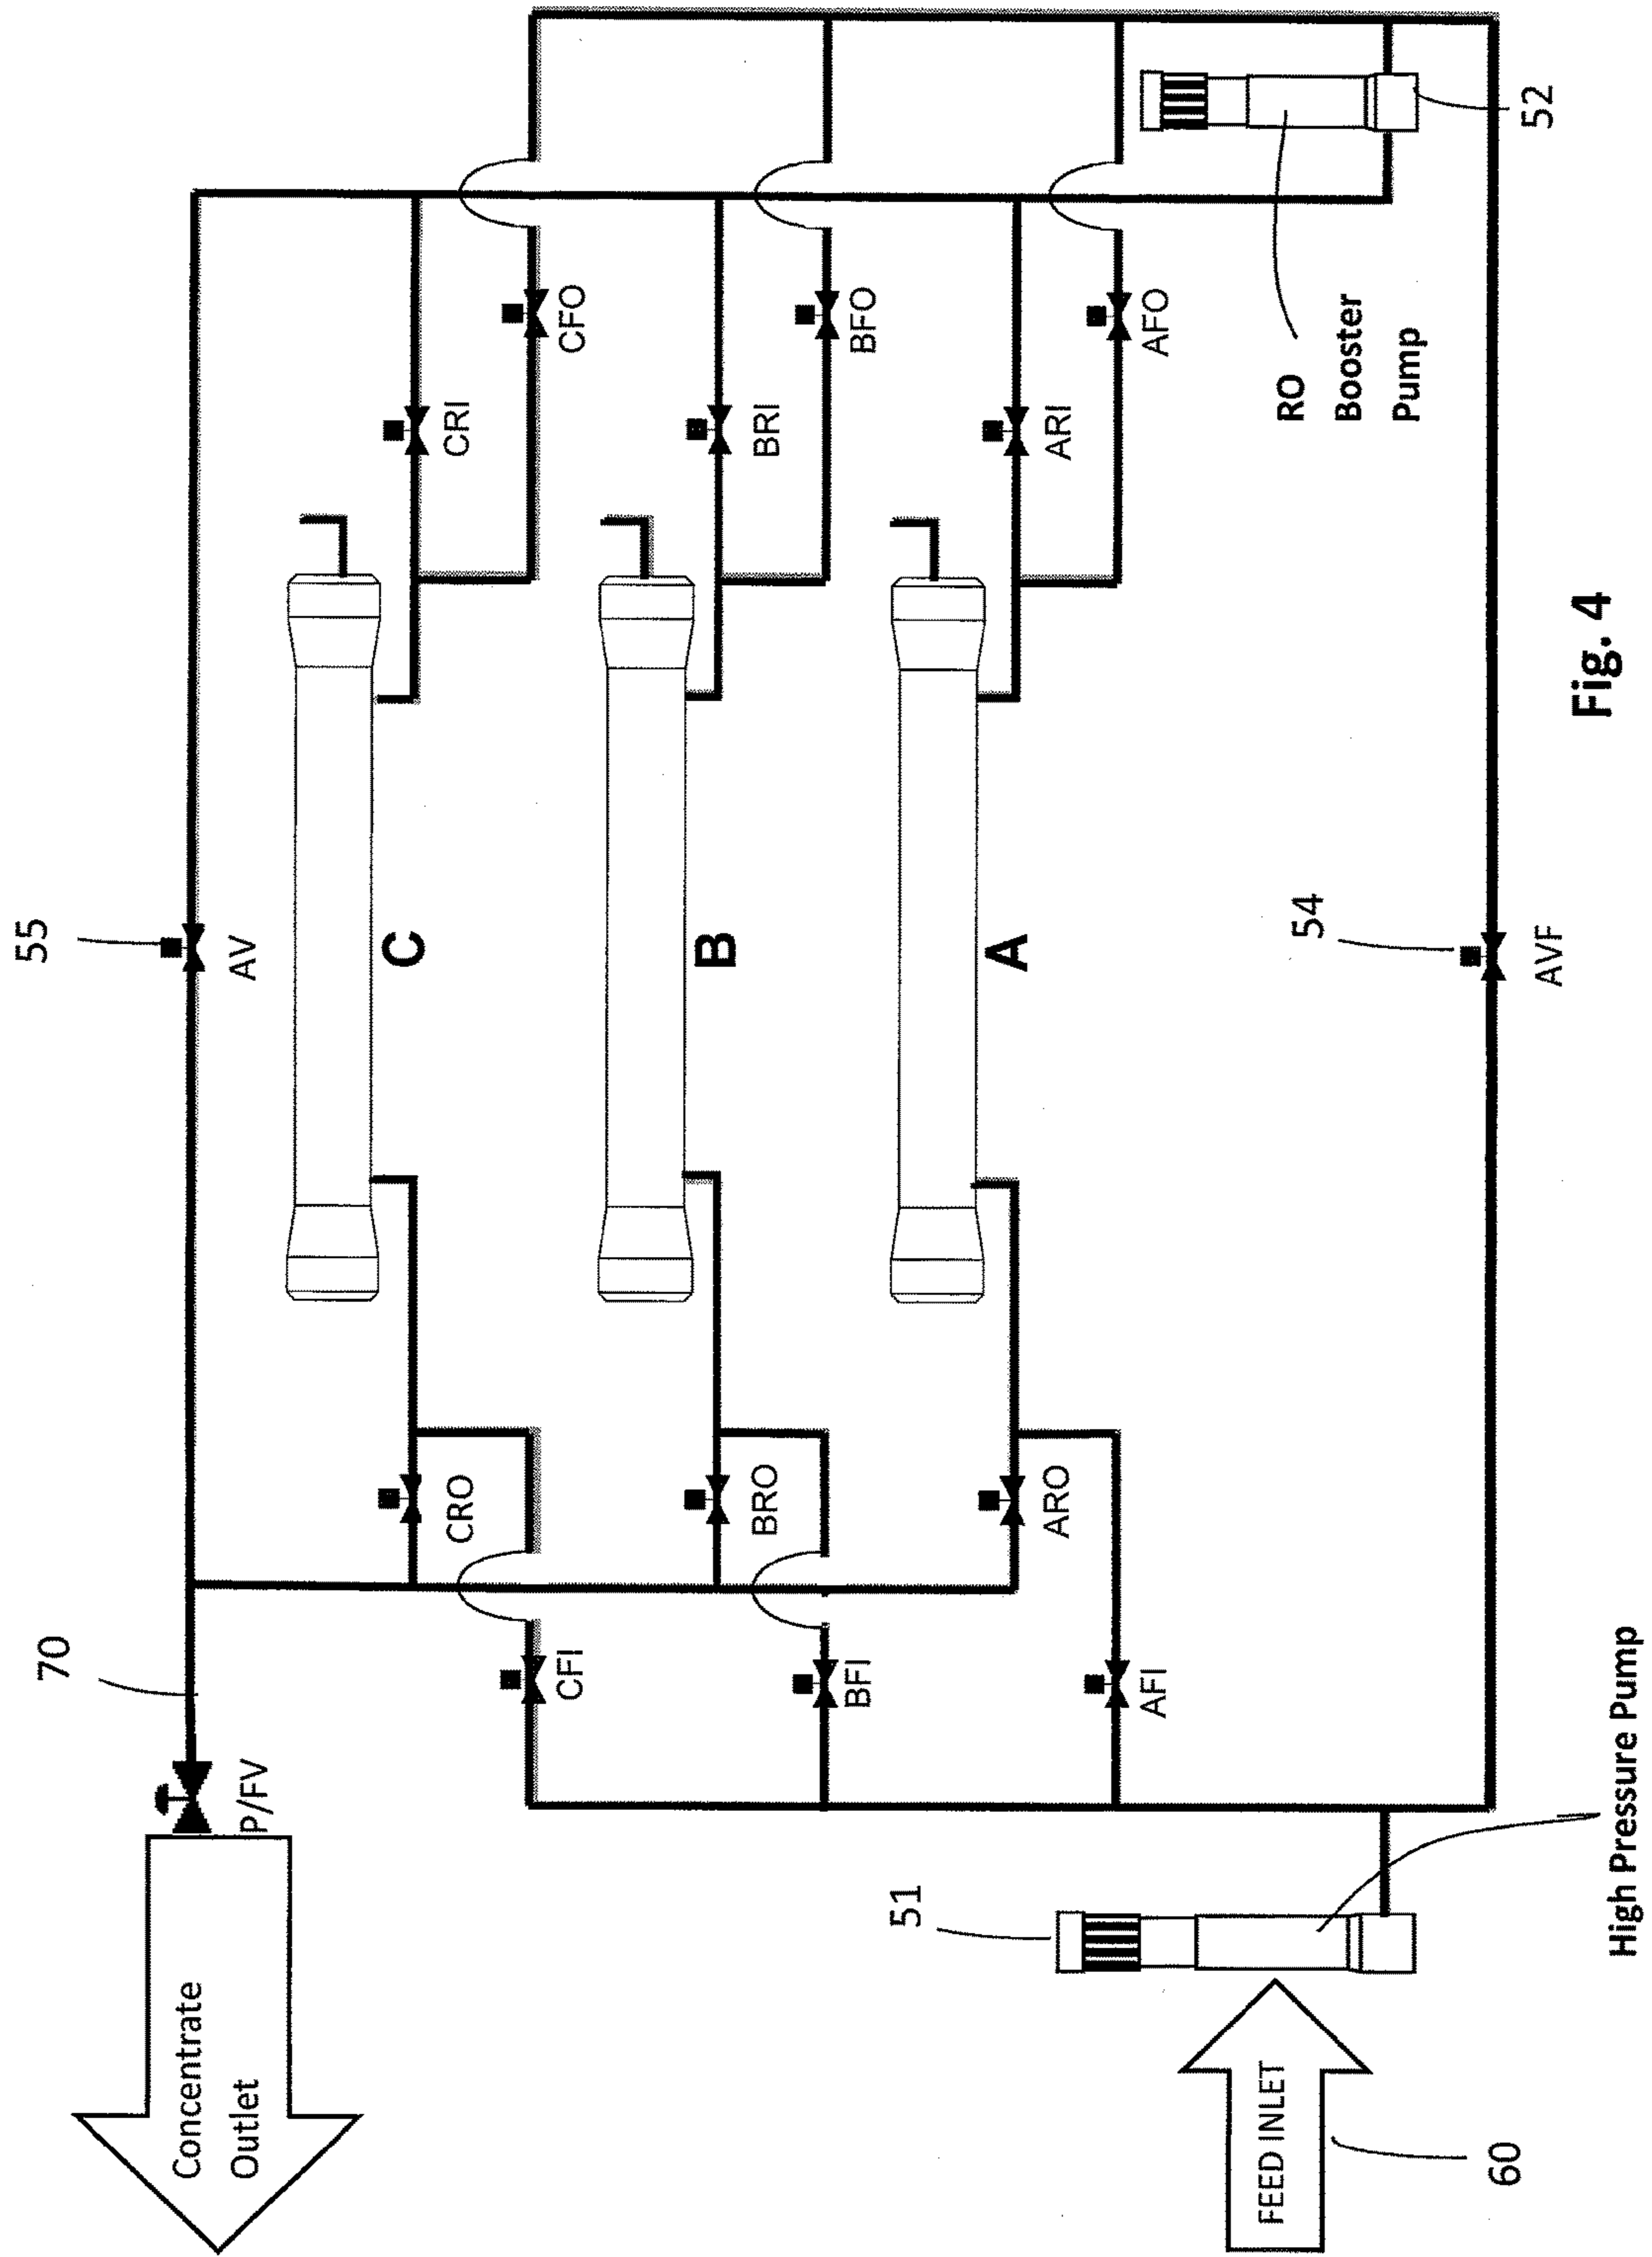 55
AV
70
P/FV
Concentrate
Outlet
C
CRI
CFO
CRO
CFI
B
BRI
BFO
BRO
BFI
A
ARI
AFO
ARO
AFI
RO
Booster
Pump
52
54
AVF
51
High Pressure Pump
FEED INLET
60
Fig. 4